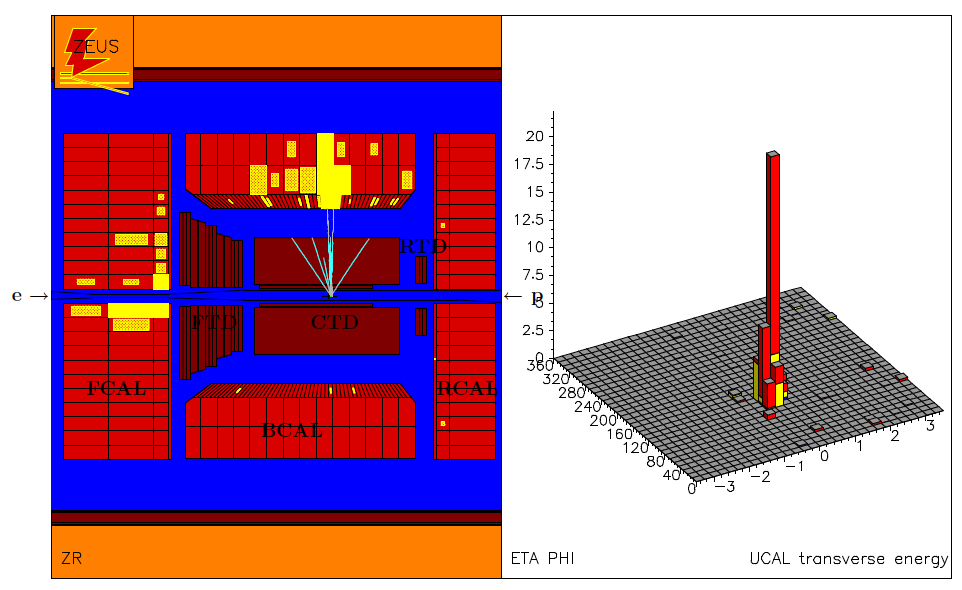 ZEUS
RTD
e →
← p
FTD
CTD
FCAL
RCAL
BCAL
ZR
20
17.5
15
12.5
10
7.5
5
2.5
0
360
320
280
240
200
160
120
80
40
0
−3 −2 −1 0 1 2 3
ETA PHI
UCAL transverse energy